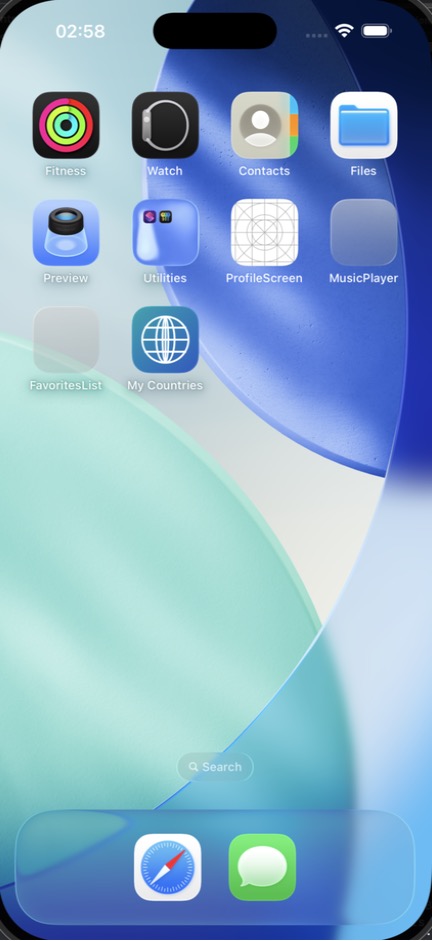 02:58
Fitness
Watch
Contacts
Files
Preview
Utilities
ProfileScreen
MusicPlayer
FavoritesList
My Countries
Search